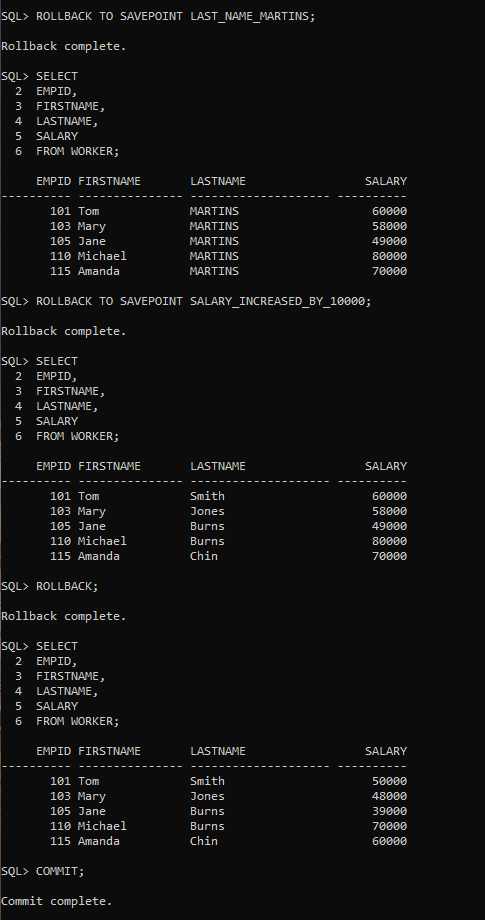 SQL> ROLLBACK TO SAVEPOINT LAST_NAME_MARTINS;
Rollback complete.
SQL> SELECT
  2  EMPID,
  3  FIRSTNAME,
  4  LASTNAME,
  5  SALARY
  6  FROM WORKER;
     EMPID FIRSTNAME       LASTNAME                 SALARY
---------- --------------- -------------------- ----------
       101 Tom             MARTINS                   60000
       103 Mary            MARTINS                   58000
       105 Jane            MARTINS                   49000
       110 Michael         MARTINS                   80000
       115 Amanda          MARTINS                   70000
SQL> ROLLBACK TO SAVEPOINT SALARY_INCREASED_BY_10000;
Rollback complete.
SQL> SELECT
  2  EMPID,
  3  FIRSTNAME,
  4  LASTNAME,
  5  SALARY
  6  FROM WORKER;
     EMPID FIRSTNAME       LASTNAME                 SALARY
---------- --------------- -------------------- ----------
       101 Tom             Smith                     60000
       103 Mary            Jones                     58000
       105 Jane            Burns                     49000
       110 Michael         Burns                     80000
       115 Amanda          Chin                      70000
SQL> ROLLBACK;
Rollback complete.
SQL> SELECT
  2  EMPID,
  3  FIRSTNAME,
  4  LASTNAME,
  5  SALARY
  6  FROM WORKER;
     EMPID FIRSTNAME       LASTNAME                 SALARY
---------- --------------- -------------------- ----------
       101 Tom             Smith                     50000
       103 Mary            Jones                     48000
       105 Jane            Burns                     39000
       110 Michael         Burns                     70000
       115 Amanda          Chin                      60000
SQL> COMMIT;
Commit complete.